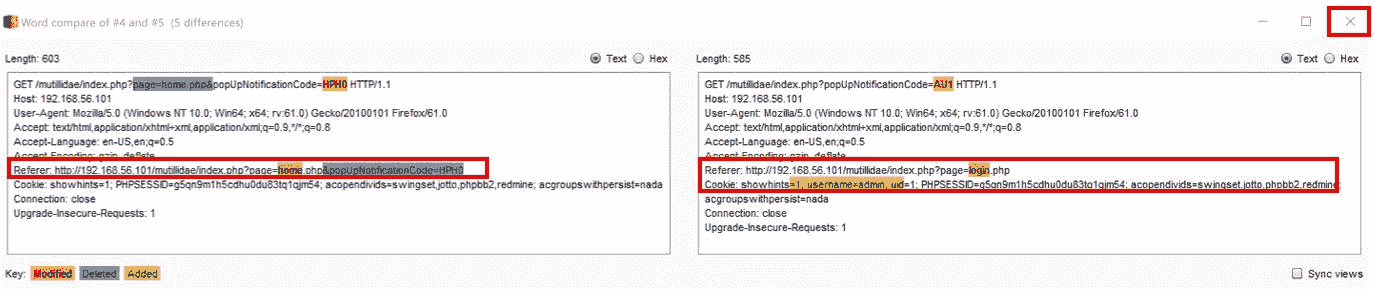 Word compare of #4 and #5 (5 differences)
Length: 603
Text Hex
GET /mutillidae/index.php?page=home.php&popUpNotificationCode=HPH0 HTTP/1.1
Host: 192.168.56.101
User-Agent: Mozilla/5.0 (Windows NT 10.0; Win64; x64; rv:61.0) Gecko/20100101 Firefox/61.0
Accept: text/html,application/xhtml+xml,application/xml;q=0.9,*/*;q=0.8
Accept-Language: en-US,en;q=0.5
Accept-Encoding: gzip, deflate
Referer: http://192.168.56.101/mutillidae/index.php?page=home.php&popUpNotificationCode=HPH0
Cookie: showhints=1; PHPSESSID=g5qn9m1h5cdhu0du83tq1qjm54; acopendivids=swingset,jotto,phpbb2,redmine; acgroupswithpersist=nada
Connection: close
Upgrade-Insecure-Requests: 1
Length: 585
Text Hex
GET /mutillidae/index.php?popUpNotificationCode=AU1 HTTP/1.1
Host: 192.168.56.101
User-Agent: Mozilla/5.0 (Windows NT 10.0; Win64; x64; rv:61.0) Gecko/20100101 Firefox/61.0
Accept: text/html,application/xhtml+xml,application/xml;q=0.9,*/*;q=0.8
Accept-Language: en-US,en;q=0.5
Accept-Encoding: gzip, deflate
Referer: http://192.168.56.101/mutillidae/index.php?page=login.php
Cookie: showhints=1; username=admin; uid=1; PHPSESSID=g5qn9m1h5cdhu0du83tq1qjm54; acopendivids=swingset,jotto,phpbb2,redmine;
acgroupswithpersist=nada
Connection: close
Upgrade-Insecure-Requests: 1
Key: Modified Deleted Added
Sync views